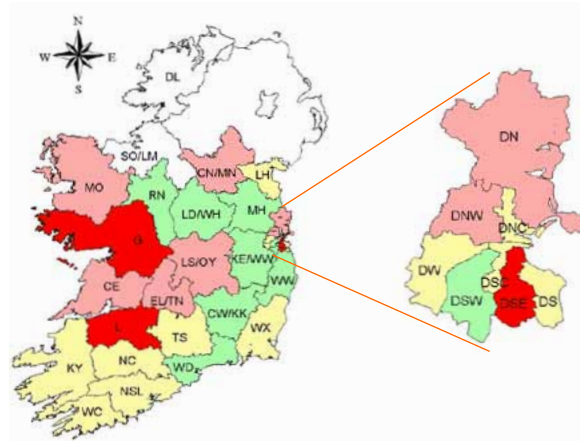 N
W E
S
DL
SO/LM
CN/MN
LH
MO
RN
LD/WH
MH
G
LS/OY
KE/WW
WW
CE
EL/TN
CW/KK
L
TS
WX
KY
NC
WD
NSL
WC
DN
DNW
DNC
DW
DSC
DSW
DSE
DS